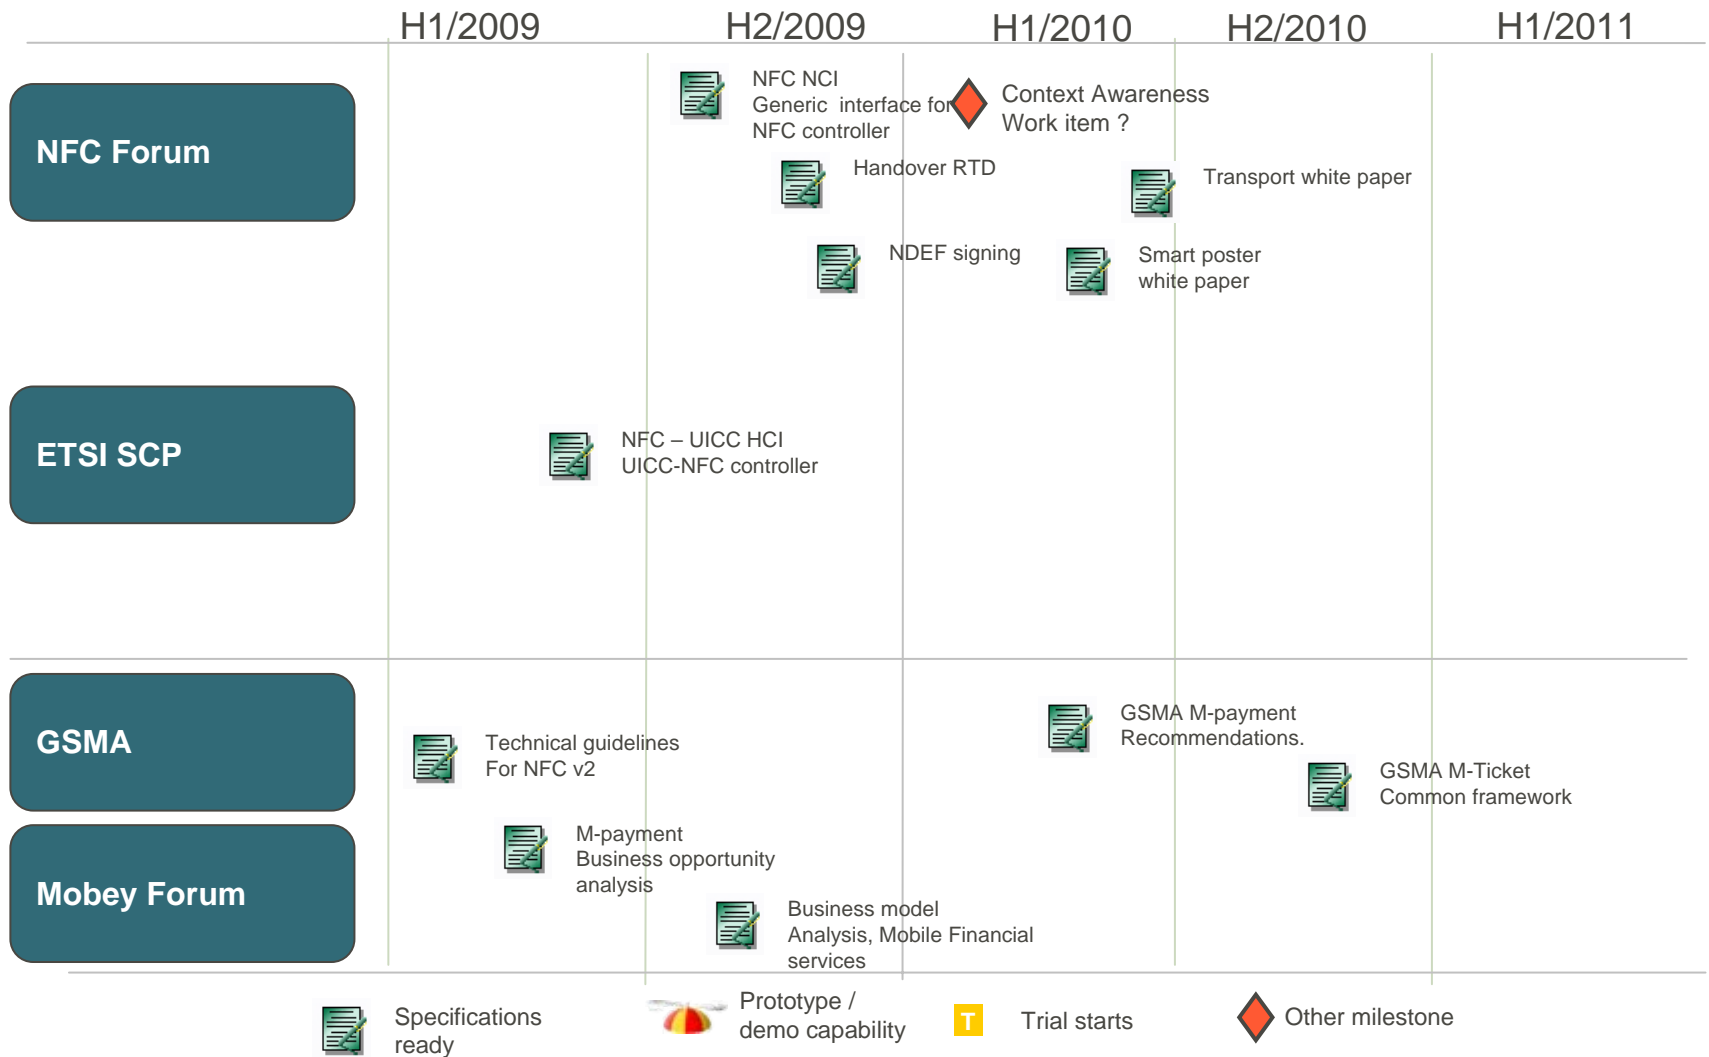 H1/2009
H2/2009
H1/2010
H2/2010
H1/2011
NFC Forum
NFC NCI
Generic interface for
NFC controller
Context Awareness
Work item ?
Handover RTD
Transport white paper
NDEF signing
Smart poster
white paper
ETSI SCP
NFC – UICC HCI
UICC-NFC controller
GSMA
Technical guidelines
For NFC v2
GSMA M-payment
Recommendations.
GSMA M-Ticket
Common framework
Mobey Forum
M-payment
Business opportunity
analysis
Business model
Analysis, Mobile Financial
services
Specifications
ready
Prototype /
demo capability
T
Trial starts
Other milestone